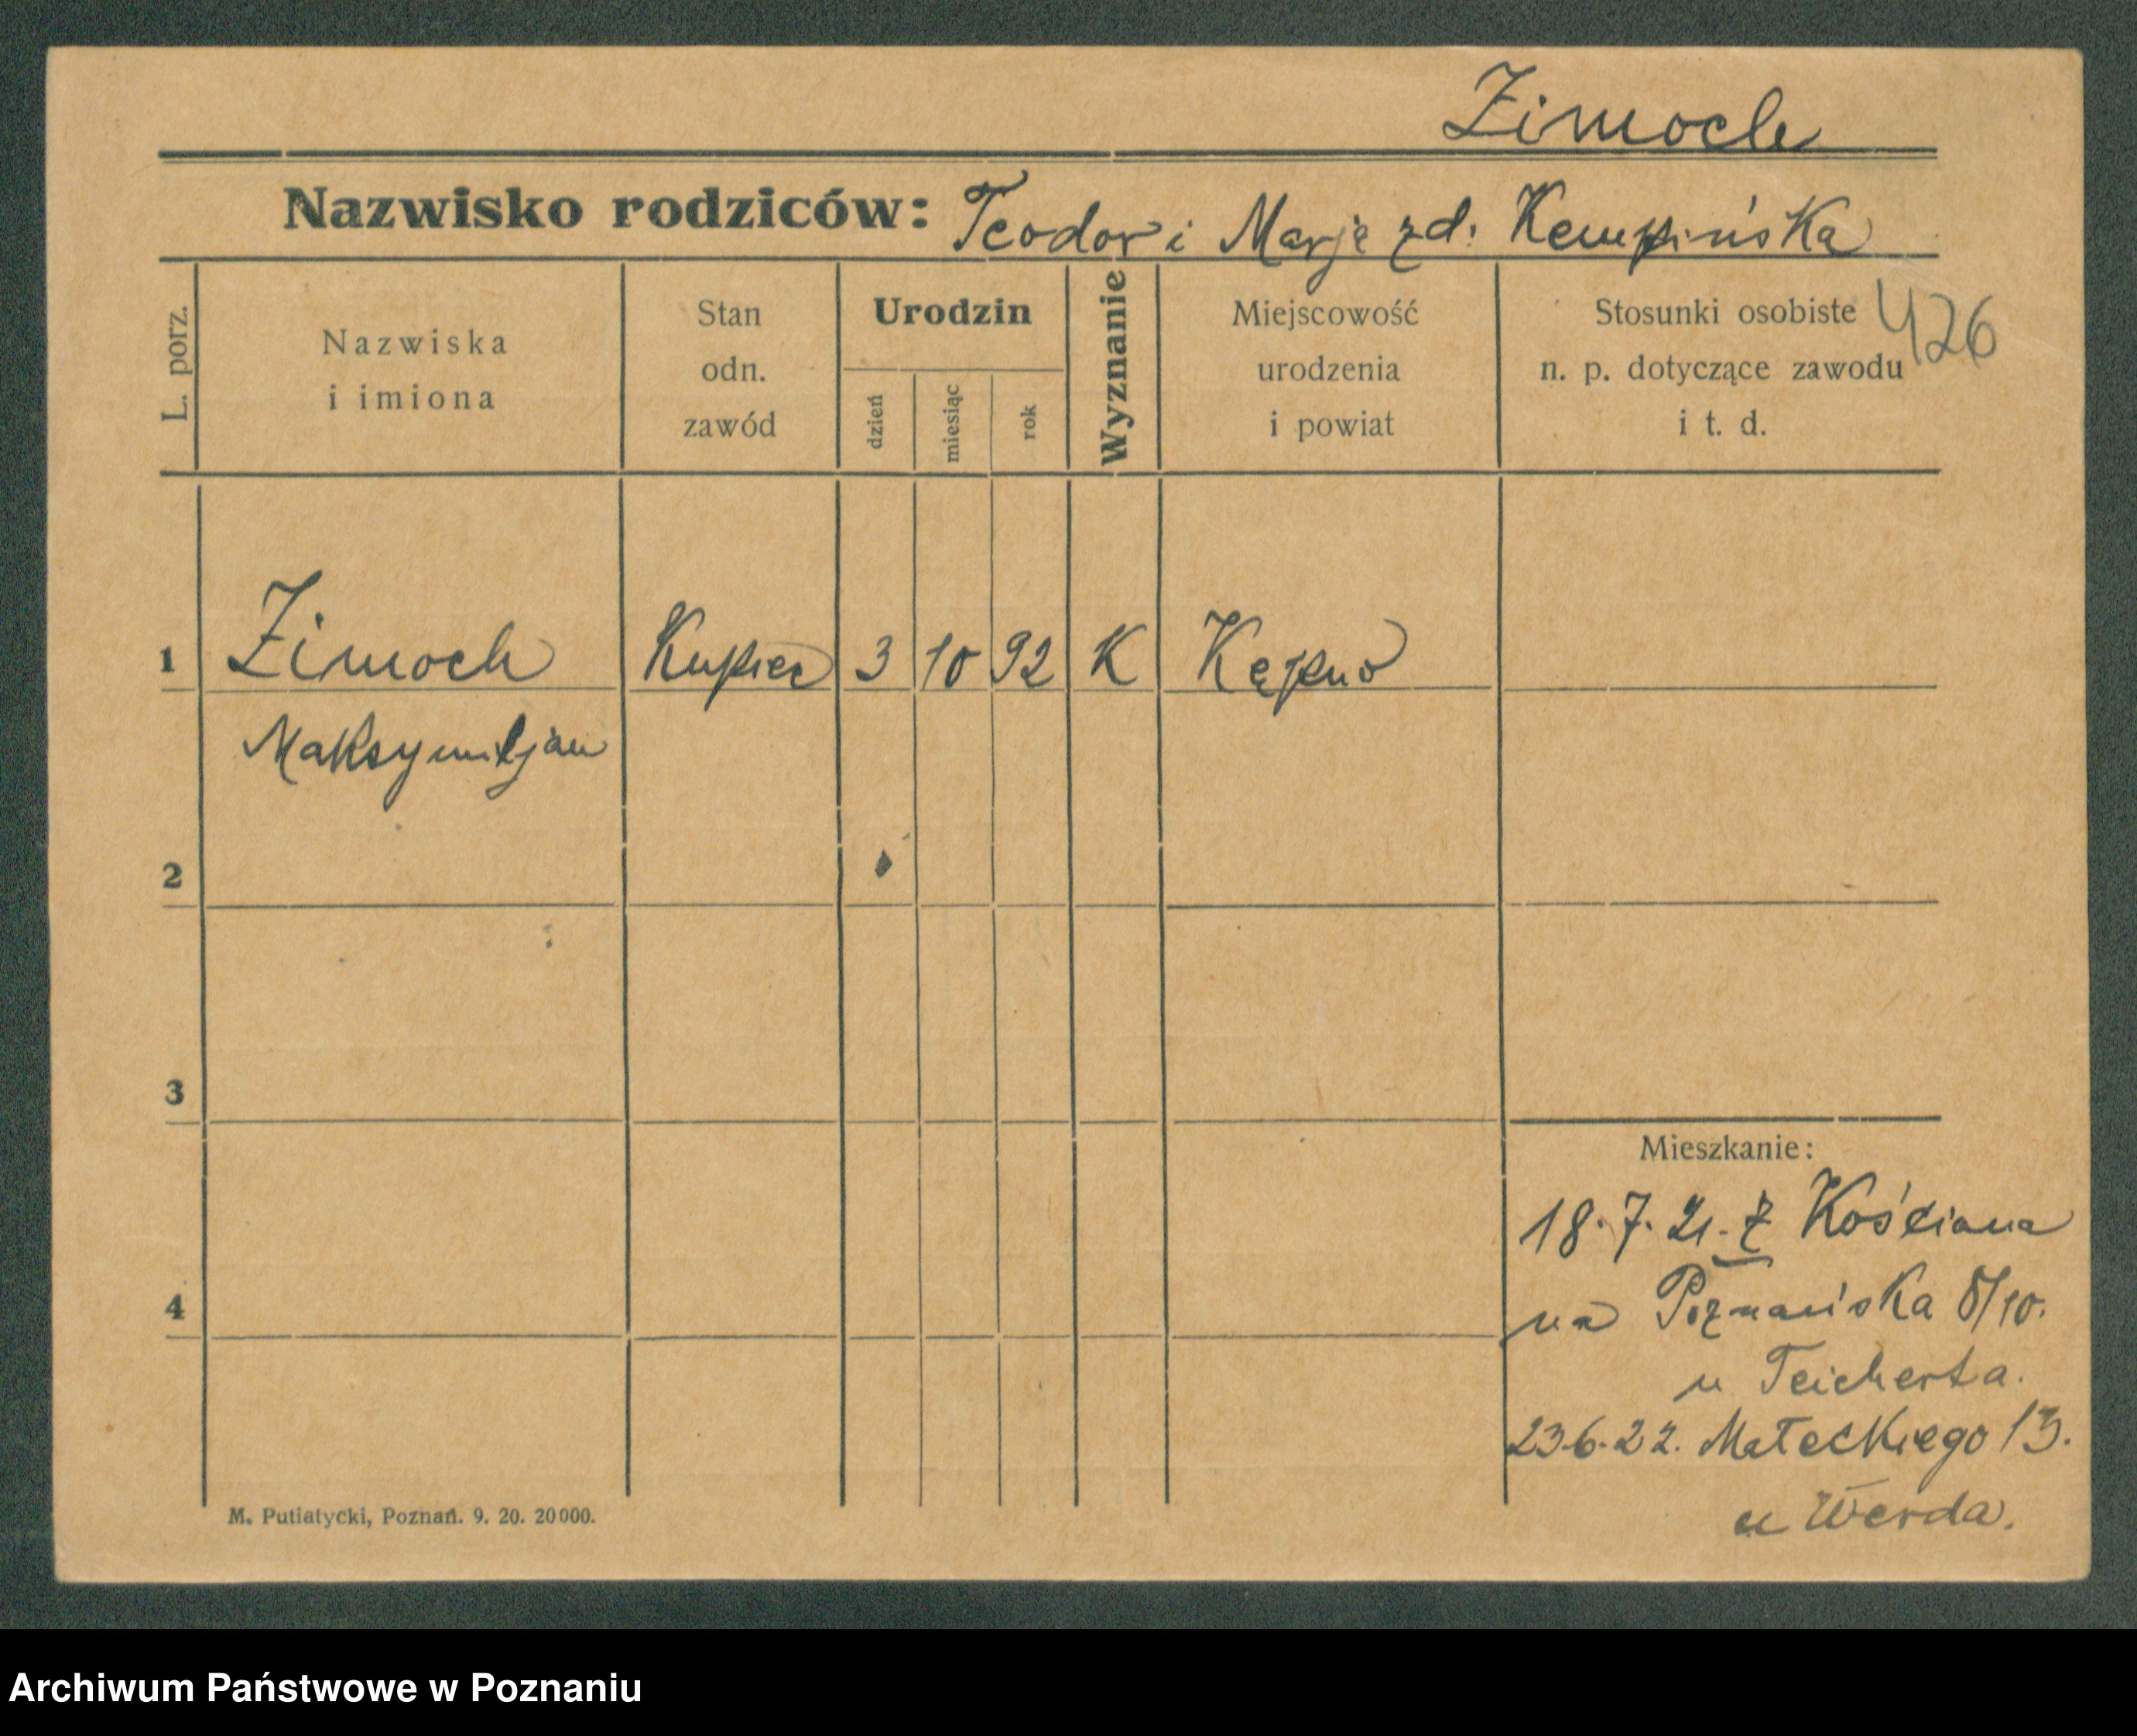 Zimoch
Nazwisko rodziców: Teodor i Marja zd. Kempińska
L. porz.
Nazwiska
i imiona
Stan
odn.
zawód
Urodzin
dzień
miesiąc
rok
Wyznanie
Miejscowość
urodzenia
i powiat
Stosunki osobiste
n. p. dotyczące zawodu
i t. d.
426
1 Zimoch Kupiec 3 10 92 K Kępno
Maksymiljan
2
3
4
Mieszkanie:
18.7.21. z Kościana
na Poznańska 8/10.
u Teicherta.
23.6.22. Małeckiego 13.
u Werda.
M. Putiatycki, Poznań. 9. 20. 20000.
Archiwum Państwowe w Poznaniu